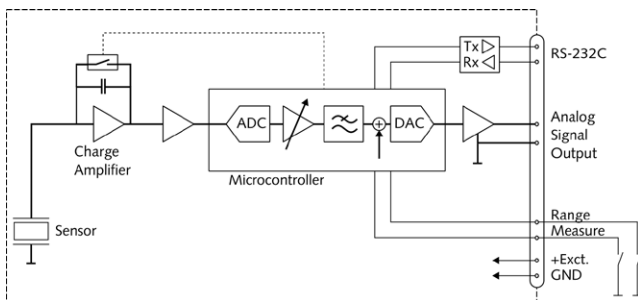 Tx
Rx
RS-232C
ADC
DAC
Analog
Signal
Output
Charge
Amplifier
Microcontroller
Sensor
Range
Measure
+Exct.
GND